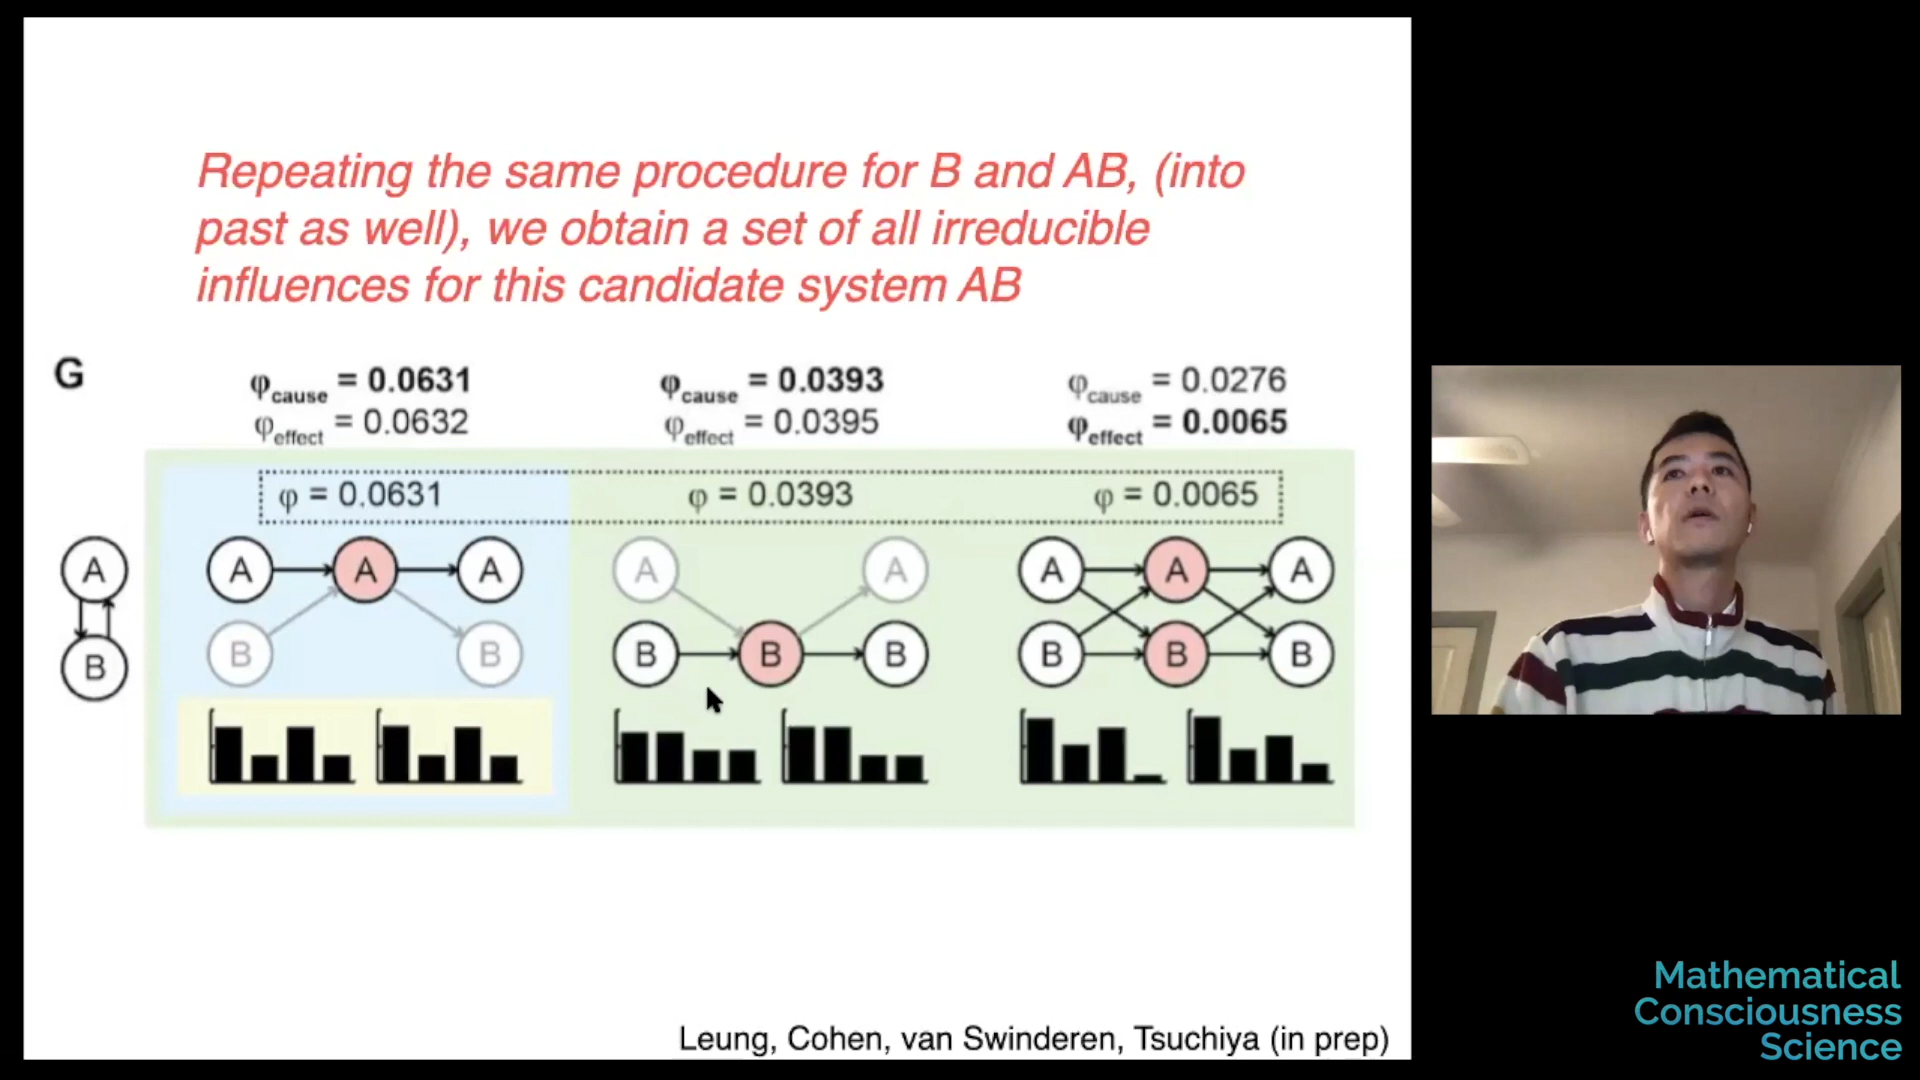 Repeating the same procedure for B and AB, (into
past as well), we obtain a set of all irreducible
influences for this candidate system AB
G
φcause = 0.0631
φeffect = 0.0632
φcause = 0.0393
φeffect = 0.0395
φcause = 0.0276
φeffect = 0.0065
φ = 0.0631
φ = 0.0393
φ = 0.0065
A
B
A A A
B B
A A
B B B
A A A
B B B
Leung, Cohen, van Swinderen, Tsuchiya (in prep)
Mathematical
Consciousness
Science